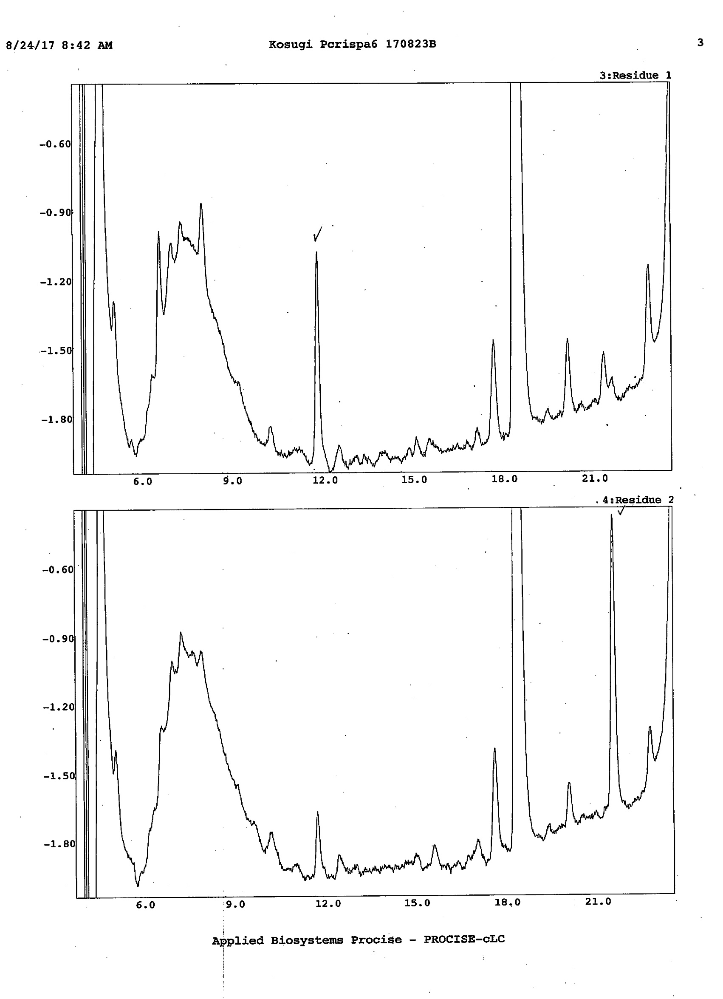 8/24/17 8:42 AM Kosugi Pcrispa6 170823B 3
3:Residue 1
-0.60
-0.90
-1.20
-1.50
-1.80
6.0 9.0 12.0 15.0 18.0 21.0
4:Residue 2
-0.60
-0.90
-1.20
-1.50
-1.80
6.0 9.0 12.0 15.0 18.0 21.0
Applied Biosystems Procise - PROCISE-cLC